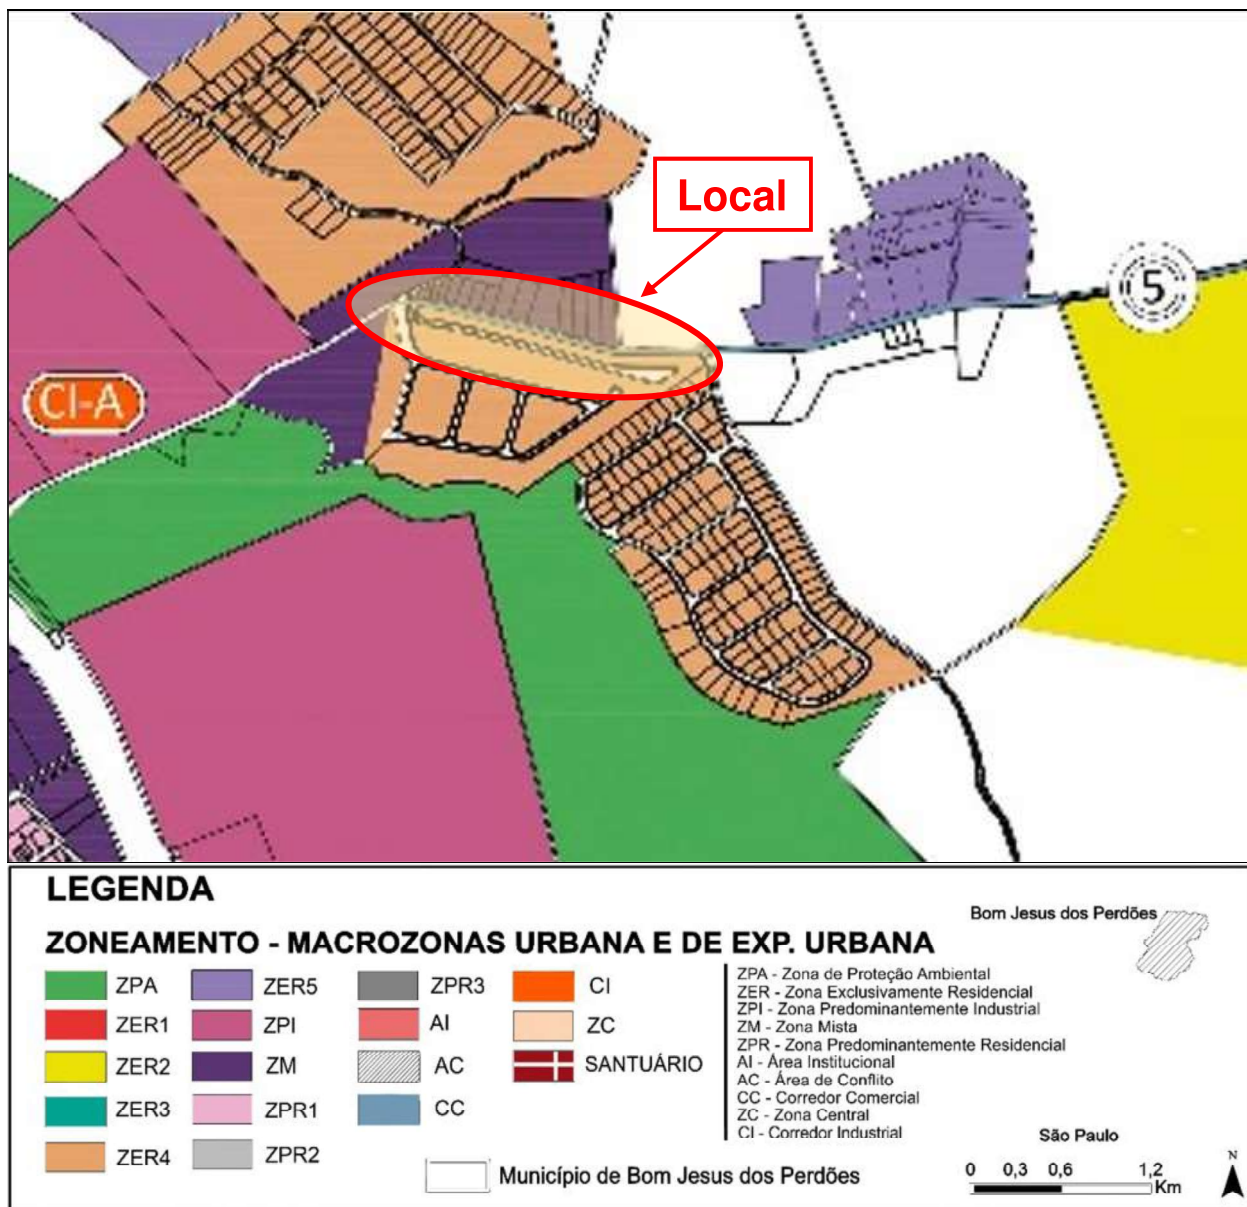 Local
5
CI-A
LEGENDA
Bom Jesus dos Perdões
ZONEAMENTO - MACROZONAS URBANA E DE EXP. URBANA
ZPA
ZER1
ZER2
ZER3
ZER4
ZER5
ZPI
ZM
ZPR1
ZPR2
ZPR3
AI
AC
CC
CI
ZC
SANTUÁRIO
ZPA - Zona de Proteção Ambiental
ZER - Zona Exclusivamente Residencial
ZPI - Zona Predominantemente Industrial
ZM - Zona Mista
ZPR - Zona Predominantemente Residencial
AI - Área Institucional
AC - Área de Conflito
CC - Corredor Comercial
ZC - Zona Central
CI - Corredor Industrial
Município de Bom Jesus dos Perdões
São Paulo
0 0,3 0,6 1,2
Km
N